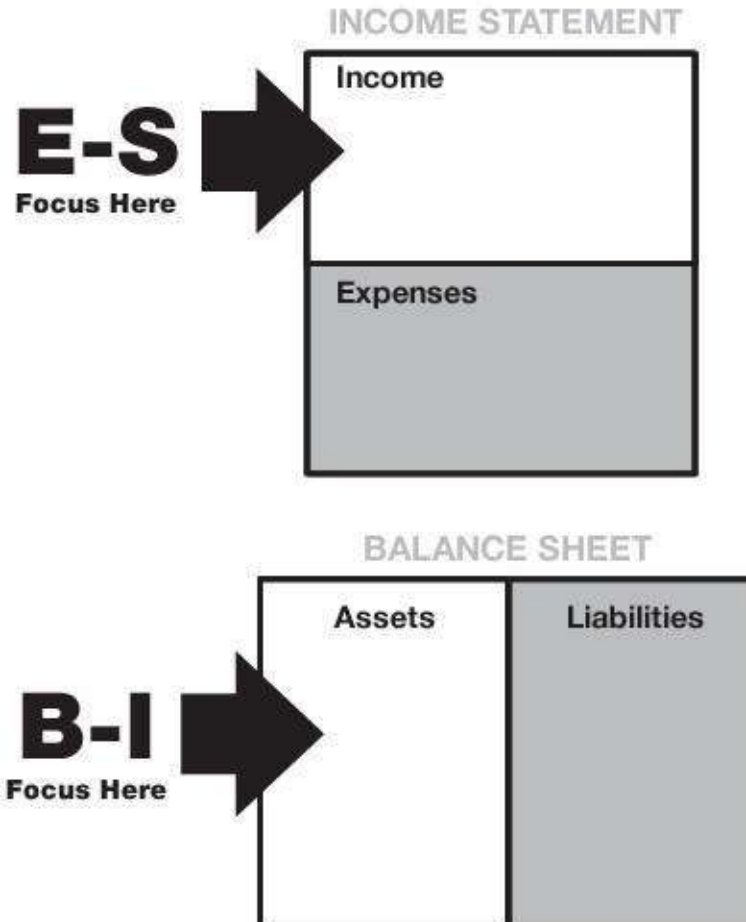 INCOME STATEMENT
Income
E-S
Focus Here
Expenses
BALANCE SHEET
Assets
Liabilities
B-I
Focus Here